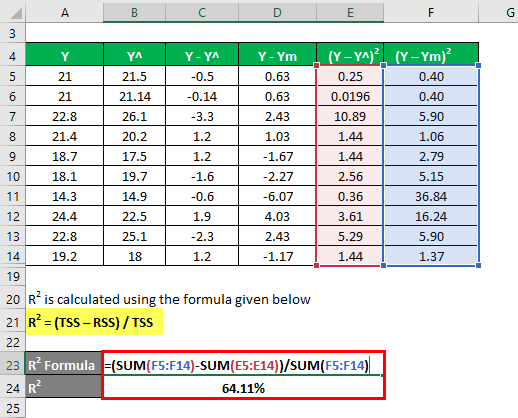 A B C D E F G
3
4 Y Y^ Y - Y^ Y - Ym (Y – Y^)² (Y – Ym)²
5 21 21.5 -0.5 0.63 0.25 0.40
6 21 21.14 -0.14 0.63 0.0196 0.40
7 22.8 26.1 -3.3 2.43 10.89 5.90
8 21.4 20.2 1.2 1.03 1.44 1.06
9 18.7 17.5 1.2 -1.67 1.44 2.79
10 18.1 19.7 -1.6 -2.27 2.56 5.15
11 14.3 14.9 -0.6 -6.07 0.36 36.84
12 24.4 22.5 1.9 4.03 3.61 16.24
13 22.8 25.1 -2.3 2.43 5.29 5.90
14 19.2 18 1.2 -1.17 1.44 1.37
19
20 R² is calculated using the formula given below
21 R² = (TSS – RSS) / TSS
22
23 R² Formula =(SUM(F5:F14)-SUM(E5:E14))/SUM(F5:F14)
24 R² 64.11%
25